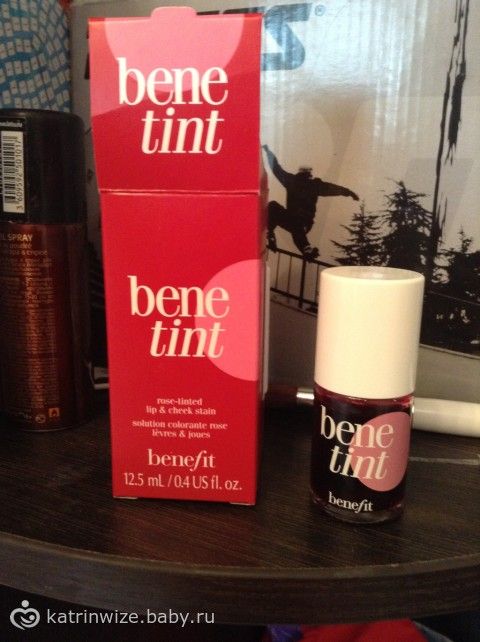 bene
tint
bene
tint
rose-tinted
lip & cheek stain
solution colorante rose
lèvres & joues
benefit
12.5 mL / 0.4 US fl. oz.
bene
tint
benefit
SPRAY
katrinwize.baby.ru